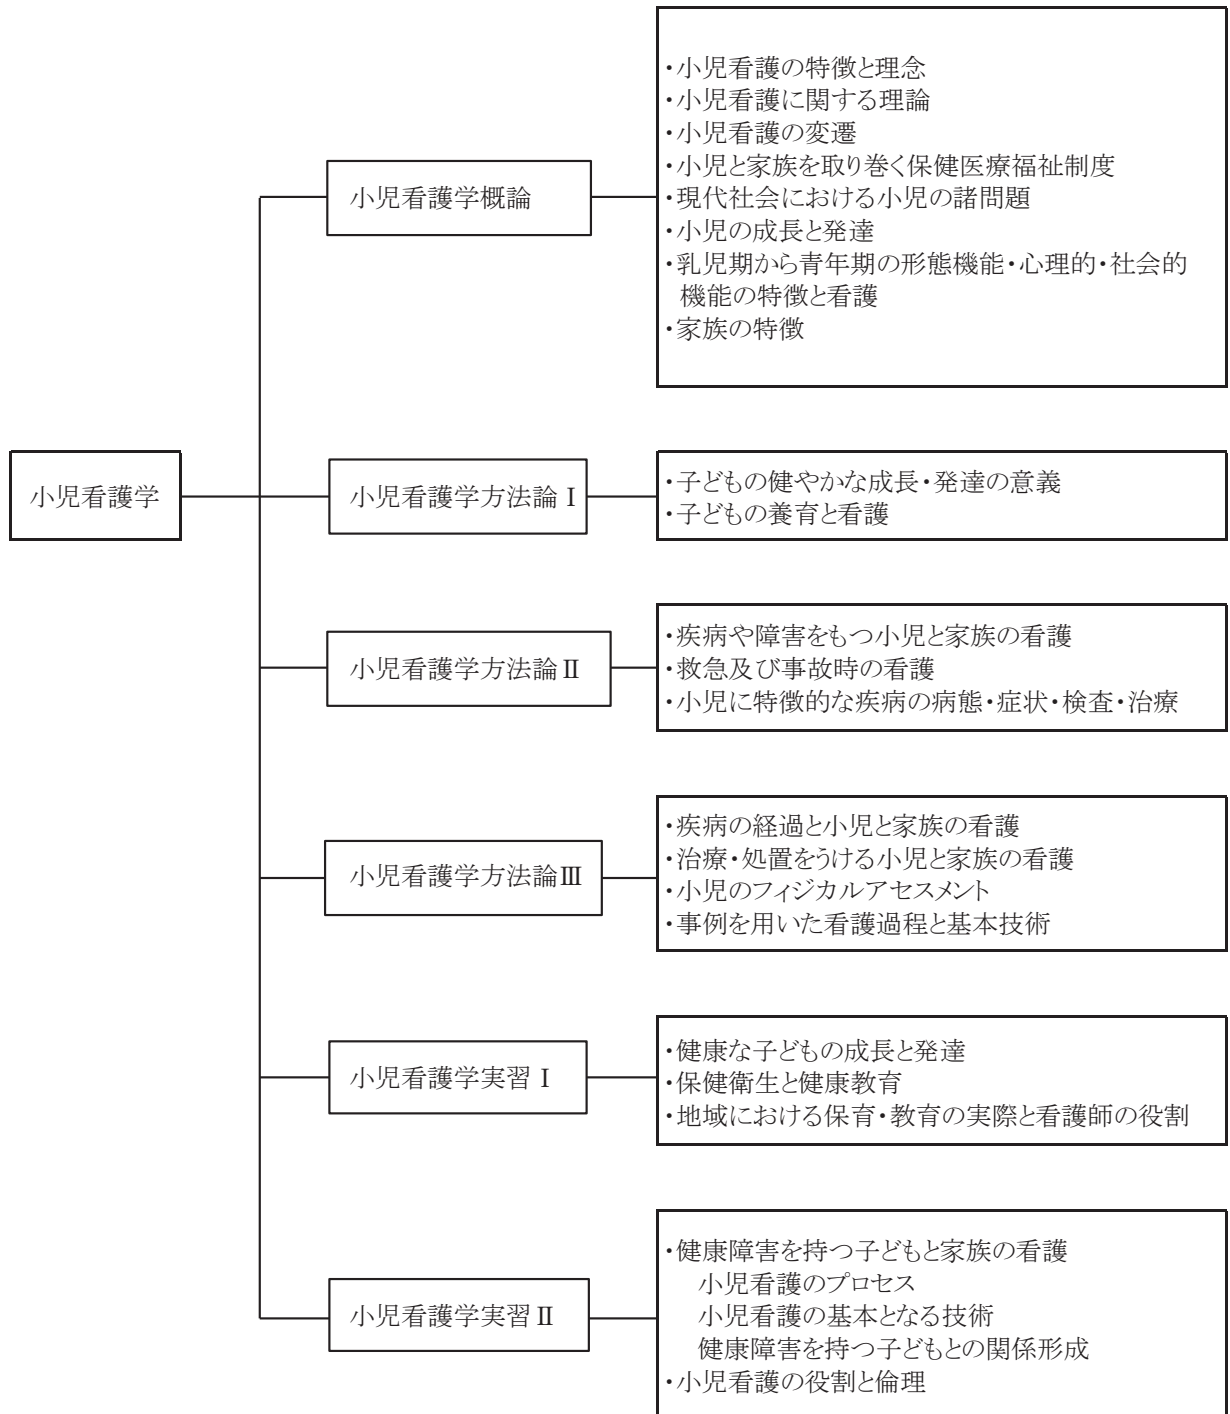 小児看護学
小児看護学概論
・小児看護の特徴と理念
・小児看護に関する理論
・小児看護の変遷
・小児と家族を取り巻く保健医療福祉制度
・現代社会における小児の諸問題
・小児の成長と発達
・乳児期から青年期の形態機能・心理的・社会的
機能の特徴と看護
・家族の特徴
小児看護学方法論Ⅰ
・子どもの健やかな成長・発達の意義
・子どもの養育と看護
小児看護学方法論Ⅱ
・疾病や障害をもつ小児と家族の看護
・救急及び事故時の看護
・小児に特徴的な疾病の病態・症状・検査・治療
小児看護学方法論Ⅲ
・疾病の経過と小児と家族の看護
・治療・処置をうける小児と家族の看護
・小児のフィジカルアセスメント
・事例を用いた看護過程と基本技術
小児看護学実習Ⅰ
・健康な子どもの成長と発達
・保健衛生と健康教育
・地域における保育・教育の実際と看護師の役割
小児看護学実習Ⅱ
・健康障害を持つ子どもと家族の看護
小児看護のプロセス
小児看護の基本となる技術
健康障害を持つ子どもとの関係形成
・小児看護の役割と倫理